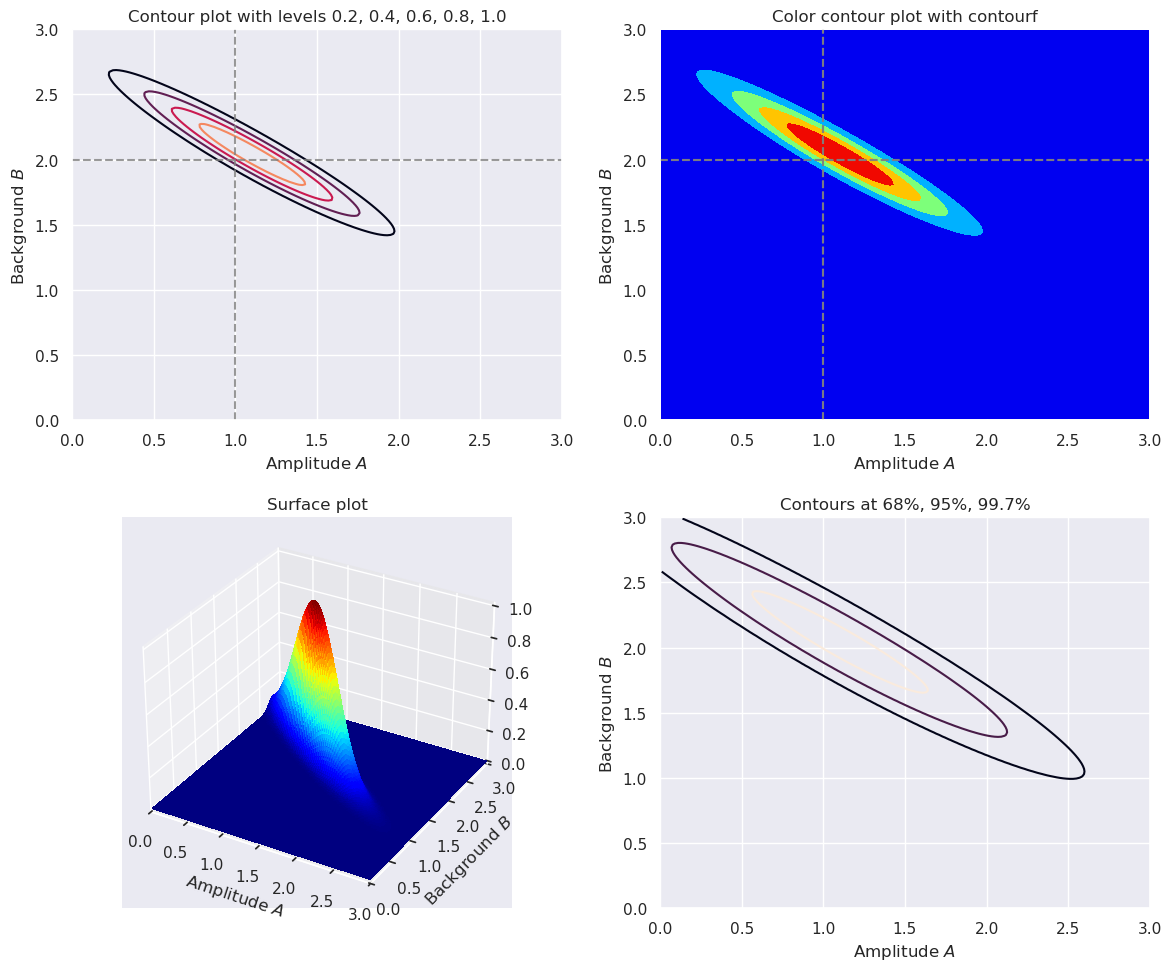 Contour plot with levels 0.2, 0.4, 0.6, 0.8, 1.0
3.0
2.5
2.0
1.5
1.0
0.5
0.0
Background B
0.0 0.5 1.0 1.5 2.0 2.5 3.0
Amplitude A
Color contour plot with contourf
3.0
2.5
2.0
1.5
1.0
0.5
0.0
Background B
0.0 0.5 1.0 1.5 2.0 2.5 3.0
Amplitude A
Surface plot
1.0
0.8
0.6
0.4
0.2
0.0
0.0 0.5 1.0 1.5 2.0 2.5 3.0
Amplitude A
0.0 0.5 1.0 1.5 2.0 2.5 3.0
Background B
Contours at 68%, 95%, 99.7%
3.0
2.5
2.0
1.5
1.0
0.5
0.0
Background B
0.0 0.5 1.0 1.5 2.0 2.5 3.0
Amplitude A